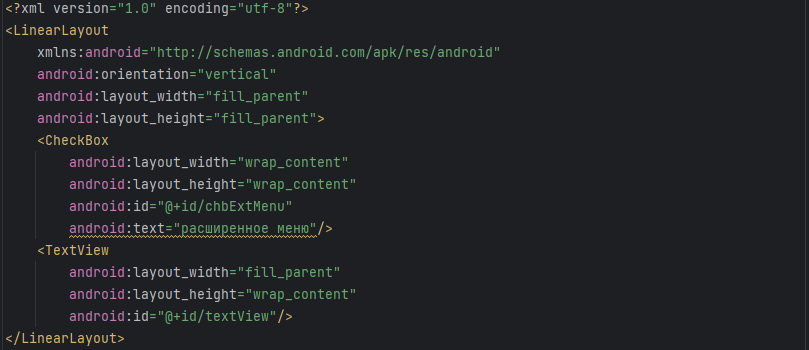 <?xml version="1.0" encoding="utf-8"?>
<LinearLayout
    xmlns:android="http://schemas.android.com/apk/res/android"
    android:orientation="vertical"
    android:layout_width="fill_parent"
    android:layout_height="fill_parent">
    <CheckBox
        android:layout_width="wrap_content"
        android:layout_height="wrap_content"
        android:id="@+id/chbExtMenu"
        android:text="расширенное меню"/>
    <TextView
        android:layout_width="fill_parent"
        android:layout_height="wrap_content"
        android:id="@+id/textView"/>
</LinearLayout>